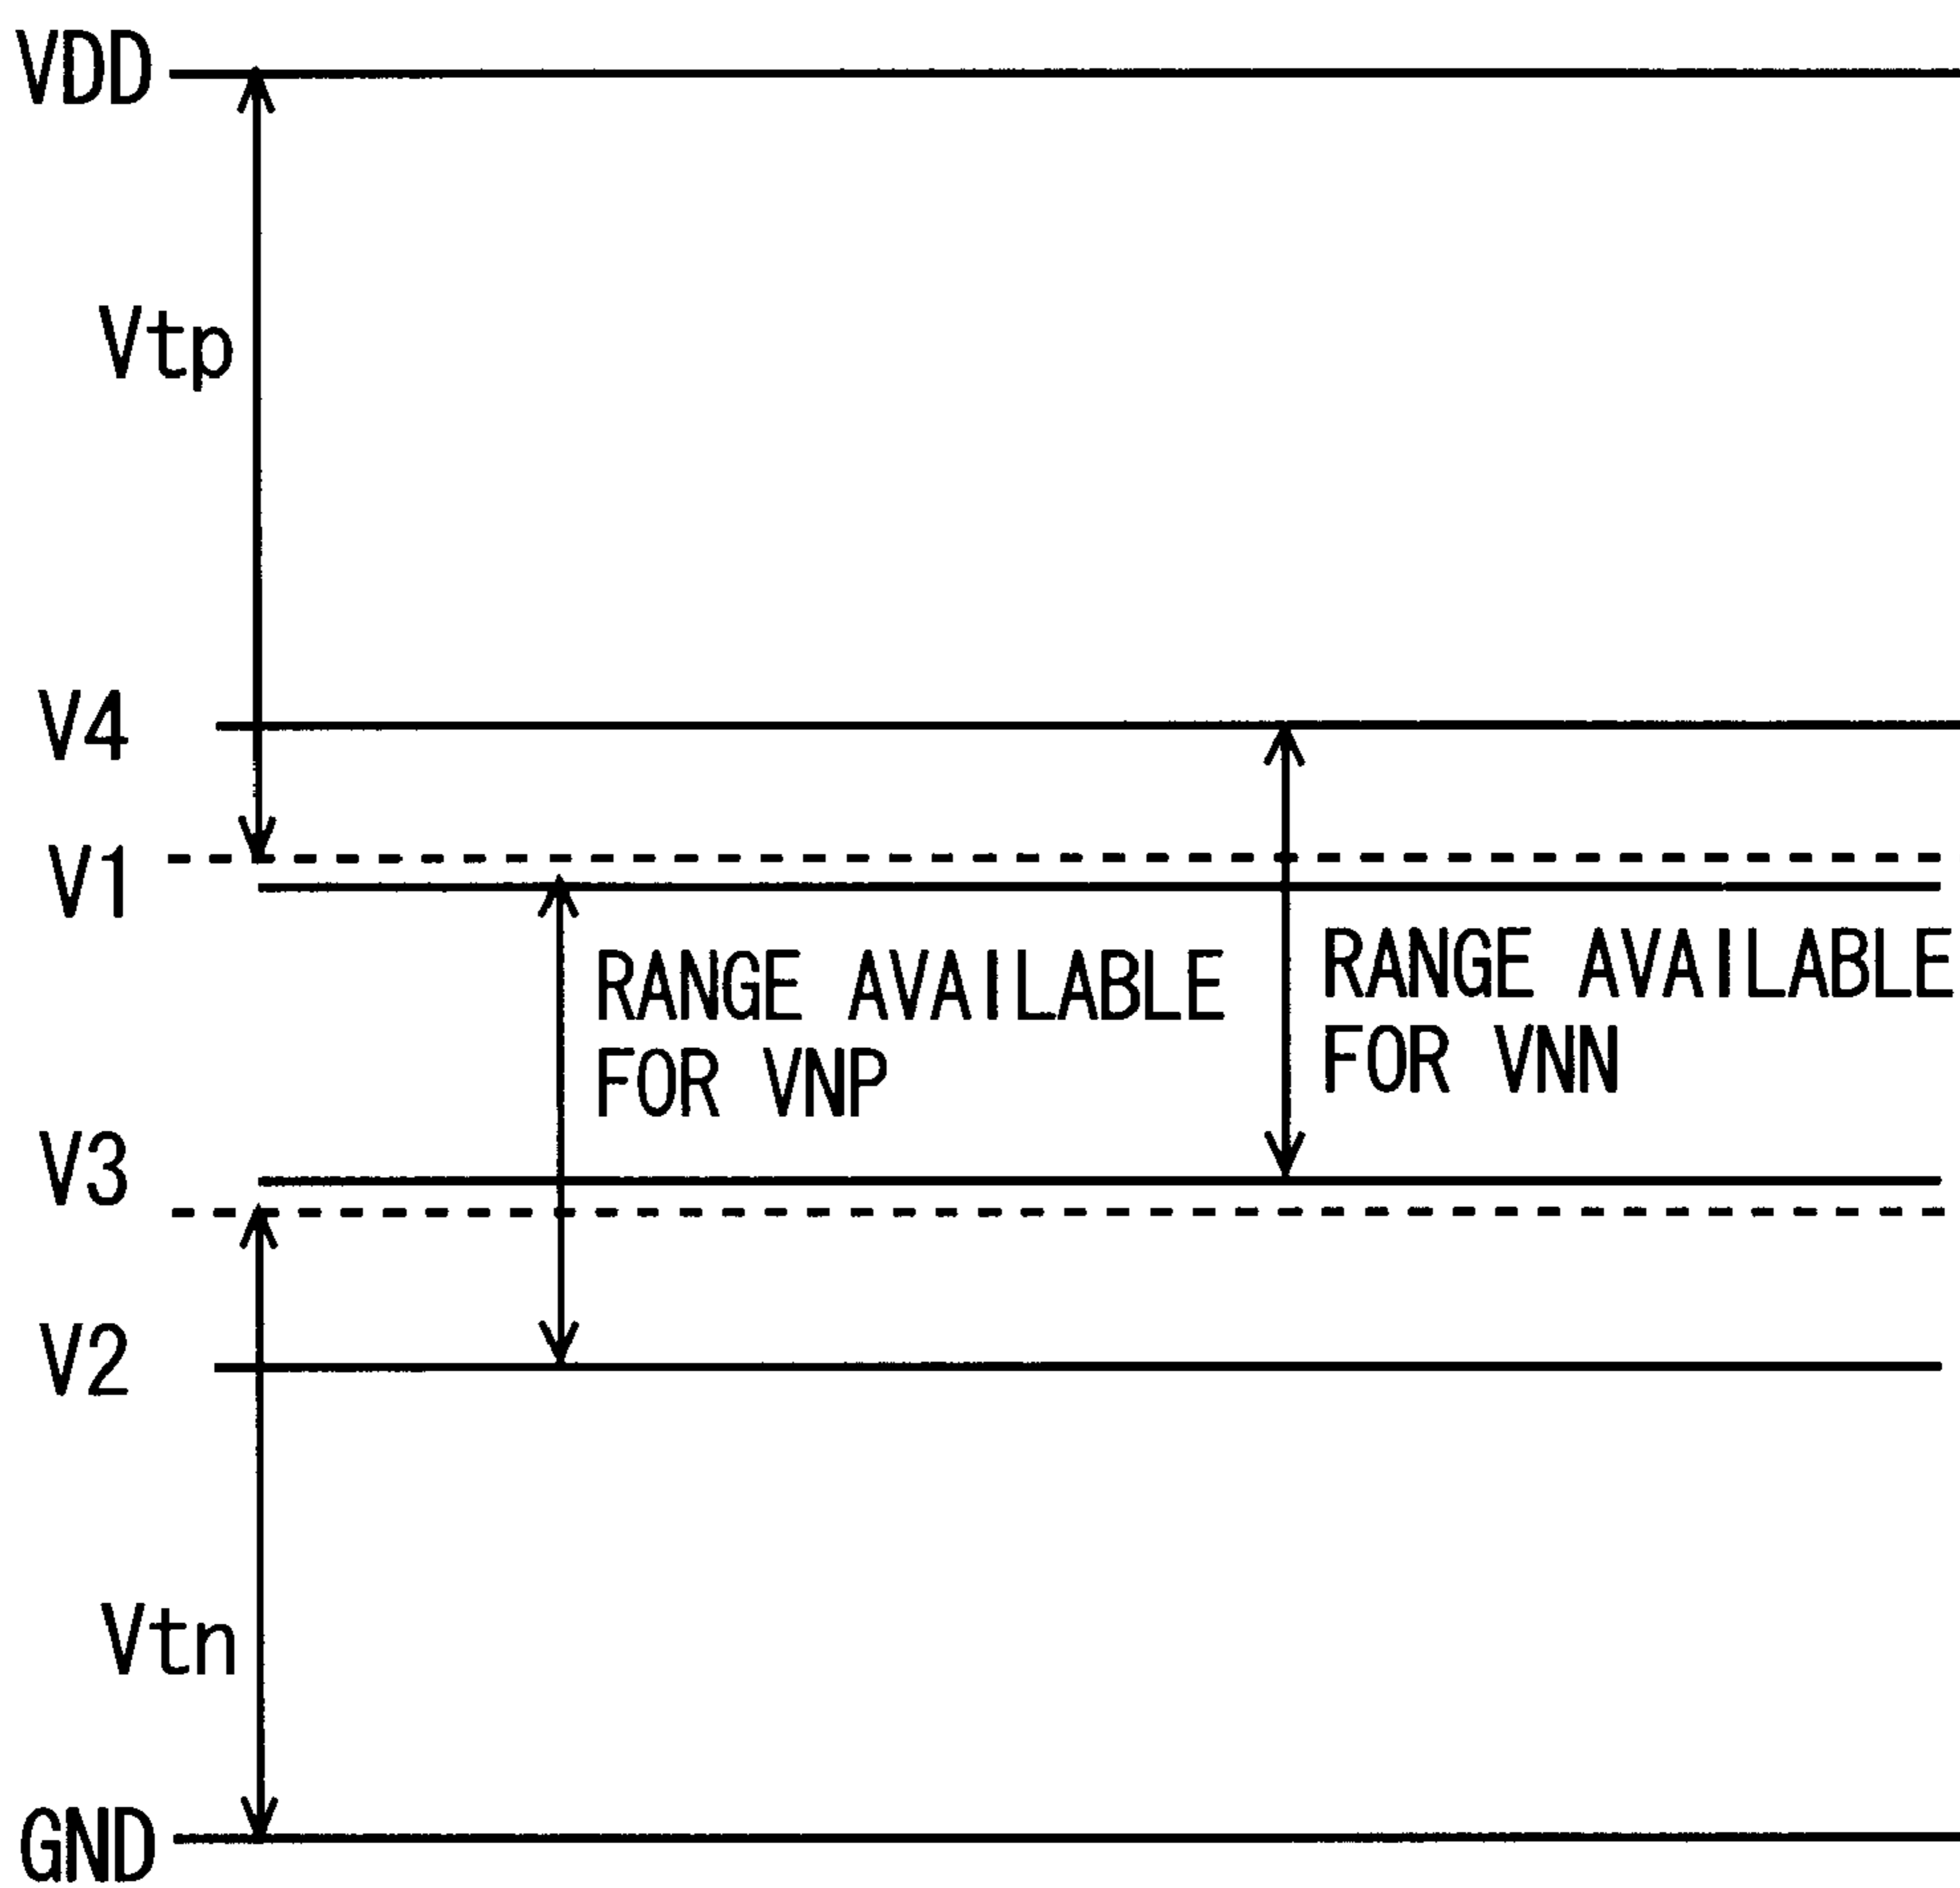 VDD
Vtp
V4
V1
RANGE AVAILABLE
FOR VNP
RANGE AVAILABLE
FOR VNN
V3
V2
Vtn
GND